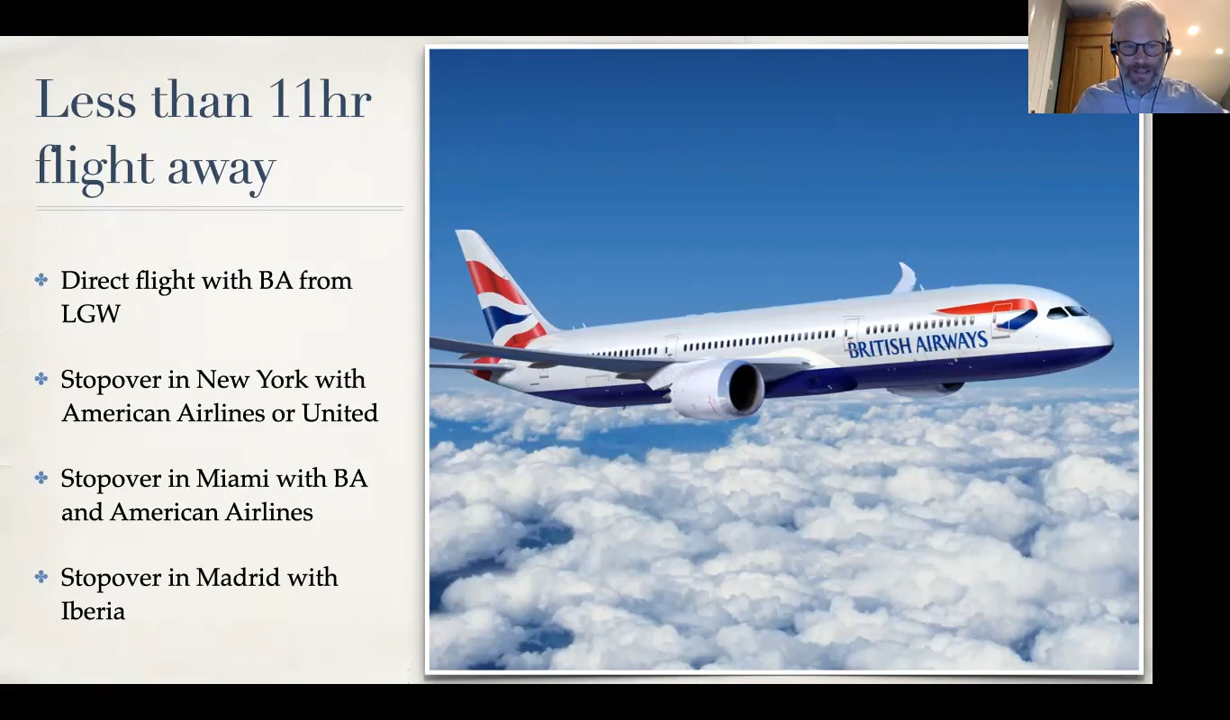 Less than 11hr
flight away
Direct flight with BA from
LGW
Stopover in New York with
American Airlines or United
Stopover in Miami with BA
and American Airlines
Stopover in Madrid with
Iberia
BRITISH AIRWAYS